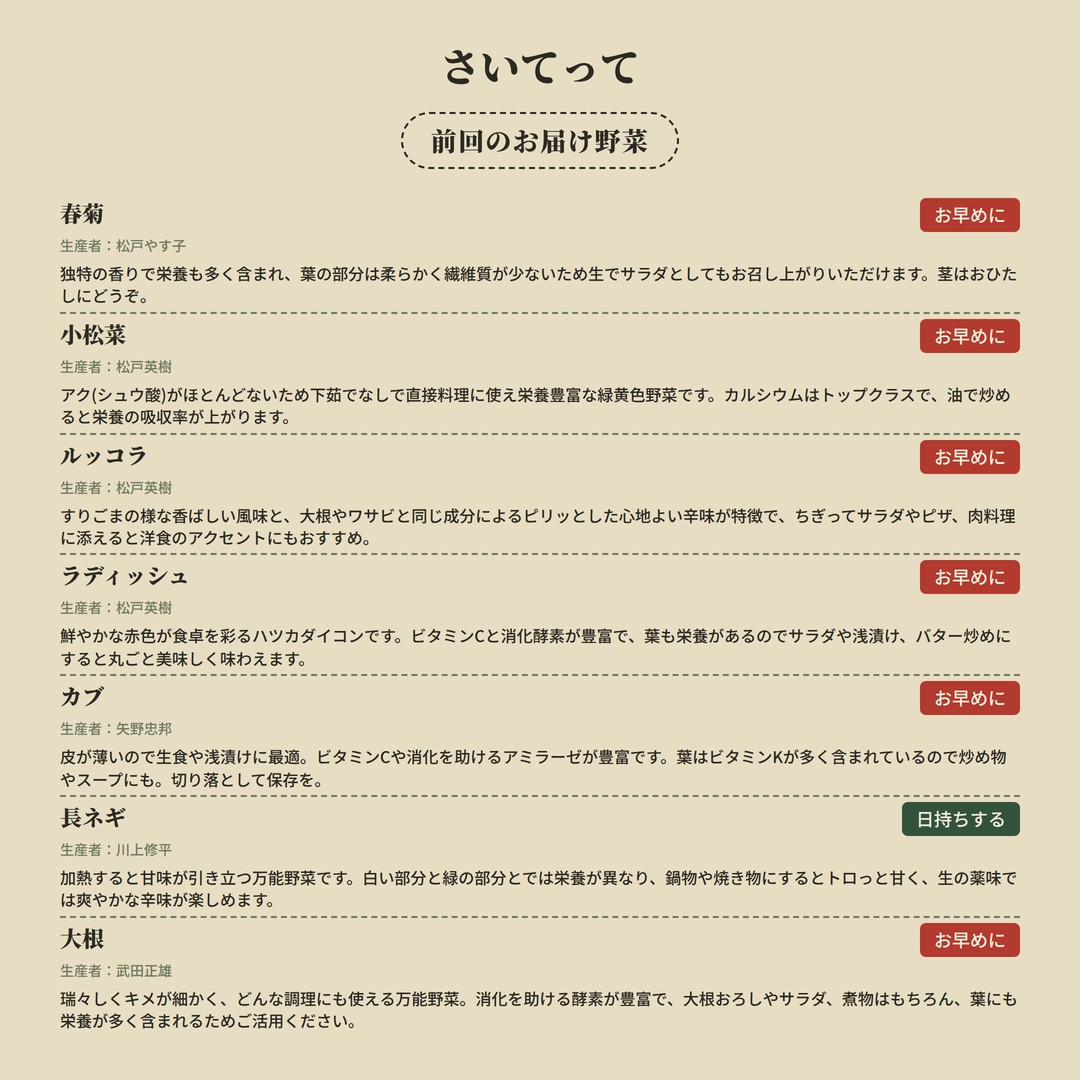 さいてって
前回のお届け野菜
春菊
お早めに
生産者：松戸やす子
独特の香りで栄養も多く含まれ、葉の部分は柔らかく繊維質が少ないため生でサラダとしてもお召し上がりいただけます。茎はおひた
しにどうぞ。
小松菜
お早めに
生産者：松戸英樹
アク(シュウ酸)がほとんどないため下茹でなしで直接料理に使え栄養豊富な緑黄色野菜です。カルシウムはトップクラスで、油で炒め
ると栄養の吸収率が上がります。
ルッコラ
お早めに
生産者：松戸英樹
すりごまの様な香ばしい風味と、大根やワサビと同じ成分によるピリッとした心地よい辛味が特徴で、ちぎってサラダやピザ、肉料理
に添えると洋食のアクセントにもおすすめ。
ラディッシュ
お早めに
生産者：松戸英樹
鮮やかな赤色が食卓を彩るハツカダイコンです。ビタミンCと消化酵素が豊富で、葉も栄養があるのでサラダや浅漬け、バター炒めに
すると丸ごと美味しく味わえます。
カブ
お早めに
生産者：矢野忠邦
皮が薄いので生食や浅漬けに最適。ビタミンCや消化を助けるアミラーゼが豊富です。葉はビタミンKが多く含まれているので炒め物
やスープにも。切り落として保存を。
長ネギ
日持ちする
生産者：川上修平
加熱すると甘味が引き立つ万能野菜です。白い部分と緑の部分とでは栄養が異なり、鍋物や焼き物にするとトロっと甘く、生の薬味で
は爽やかな辛味が楽しめます。
大根
お早めに
生産者：武田正雄
瑞々しくキメが細かく、どんな調理にも使える万能野菜。消化を助ける酵素が豊富で、大根おろしやサラダ、煮物はもちろん、葉にも
栄養が多く含まれるためご活用ください。